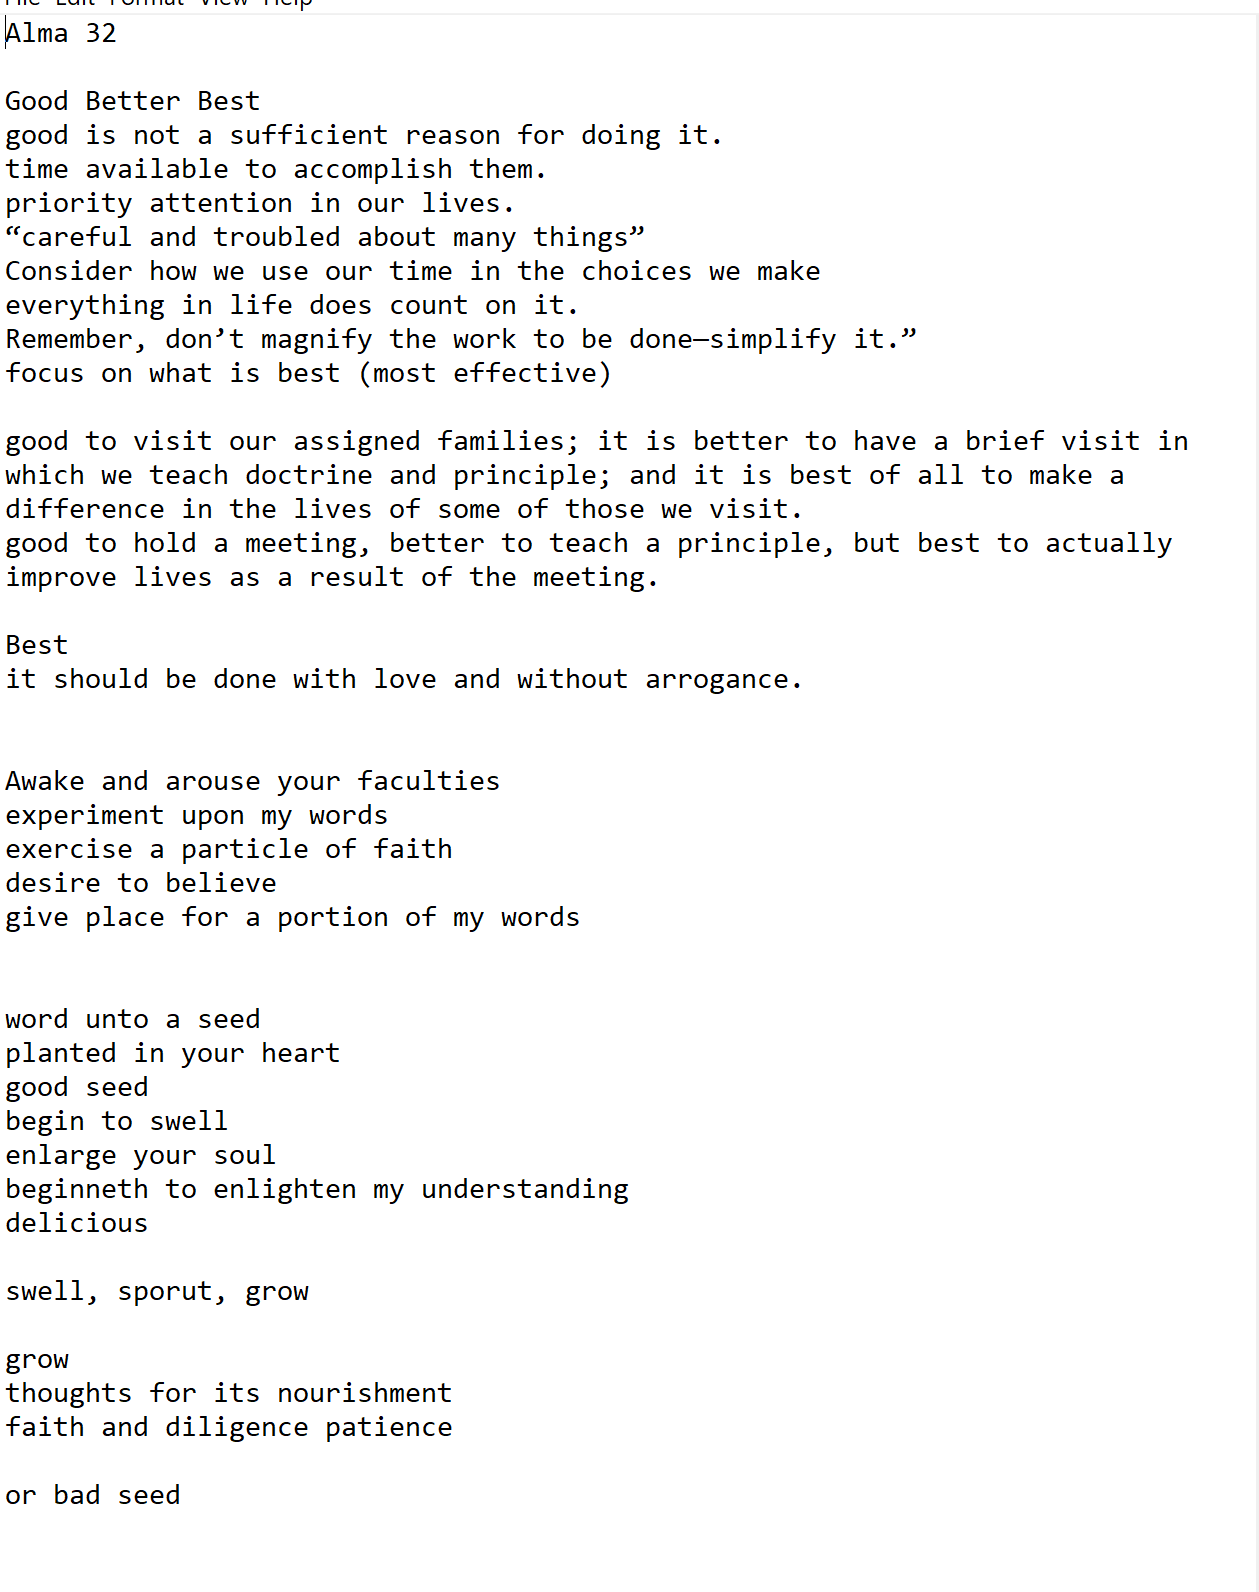 File Edit Format View Help
Alma 32
Good Better Best
good is not a sufficient reason for doing it.
time available to accomplish them.
priority attention in our lives.
“careful and troubled about many things”
Consider how we use our time in the choices we make
everything in life does count on it.
Remember, don’t magnify the work to be done—simplify it.”
focus on what is best (most effective)
good to visit our assigned families; it is better to have a brief visit in
which we teach doctrine and principle; and it is best of all to make a
difference in the lives of some of those we visit.
good to hold a meeting, better to teach a principle, but best to actually
improve lives as a result of the meeting.
Best
it should be done with love and without arrogance.
Awake and arouse your faculties
experiment upon my words
exercise a particle of faith
desire to believe
give place for a portion of my words
word unto a seed
planted in your heart
good seed
begin to swell
enlarge your soul
beginneth to enlighten my understanding
delicious
swell, sporut, grow
grow
thoughts for its nourishment
faith and diligence patience
or bad seed